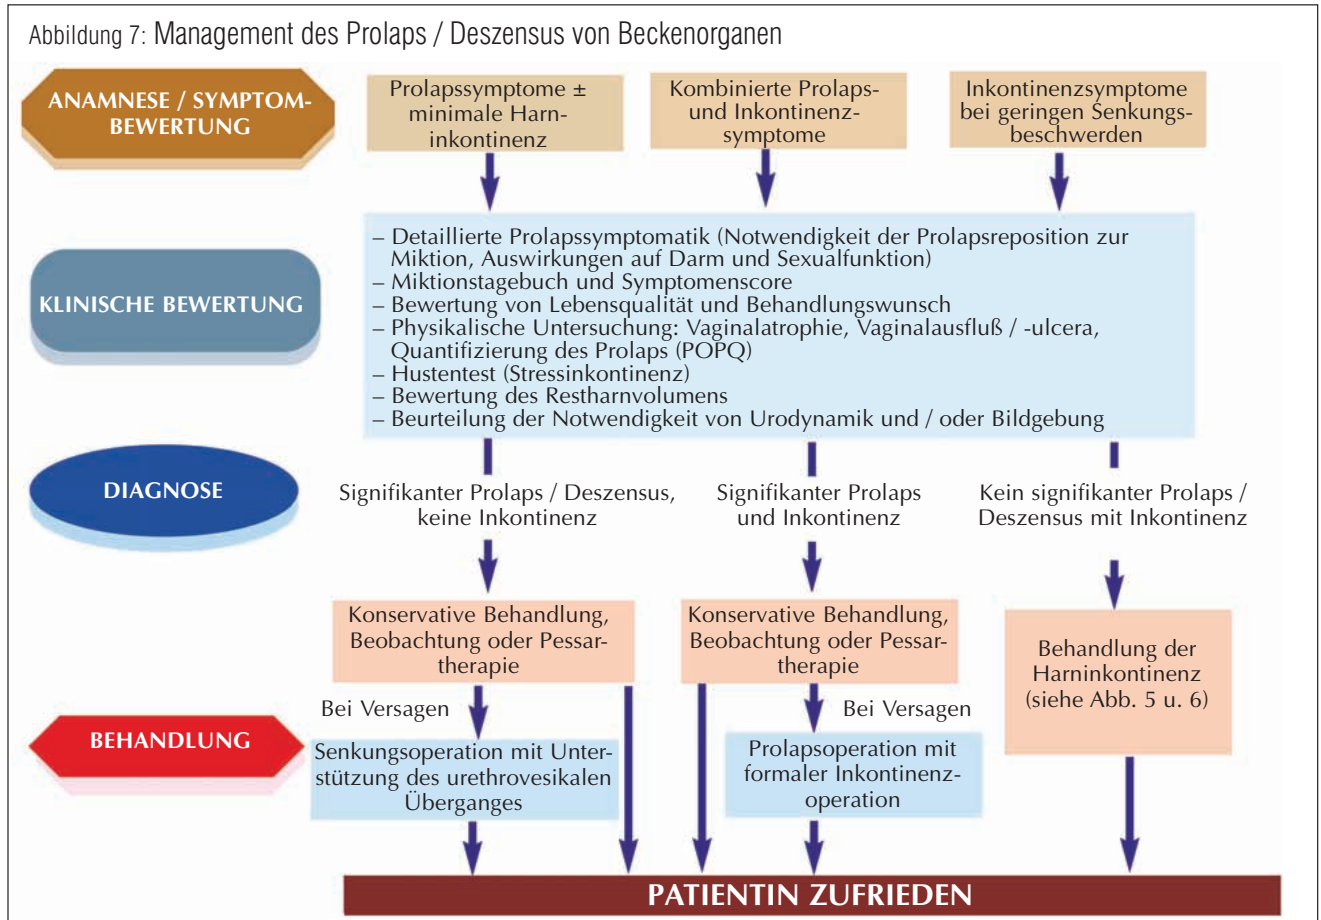 Abbildung 7: Management des Prolaps / Deszensus von Beckenorganen
ANAMNESE / SYMPTOM-
BEWERTUNG
Prolapssymptome ±
minimale Harn-
inkontinenz
Kombinierte Prolaps-
und Inkontinenz-
symptome
Inkontinenzsymptome
bei geringen Senkungs-
beschwerden
KLINISCHE BEWERTUNG
– Detaillierte Prolapssymptomatik (Notwendigkeit der Prolapsreposition zur
Miktion, Auswirkungen auf Darm und Sexualfunktion)
– Miktionstagebuch und Symptomenscore
– Bewertung von Lebensqualität und Behandlungswunsch
– Physikalische Untersuchung: Vaginalatrophie, Vaginalausfluß / -ulcera,
Quantifizierung des Prolaps (POPQ)
– Hustentest (Stressinkontinenz)
– Bewertung des Restharnvolumens
– Beurteilung der Notwendigkeit von Urodynamik und / oder Bildgebung
DIAGNOSE
Signifikanter Prolaps / Deszensus,
keine Inkontinenz
Signifikanter Prolaps
und Inkontinenz
Kein signifikanter Prolaps /
Deszensus mit Inkontinenz
BEHANDLUNG
Konservative Behandlung,
Beobachtung oder Pessar-
therapie
Konservative Behandlung,
Beobachtung oder Pessar-
therapie
Behandlung der
Harninkontinenz
(siehe Abb. 5 u. 6)
Bei Versagen
Bei Versagen
Senkungsoperation mit Unter-
stützung des urethrovesikalen
Überganges
Prolapsoperation mit
formaler Inkontinenz-
operation
PATIENTIN ZUFRIEDEN